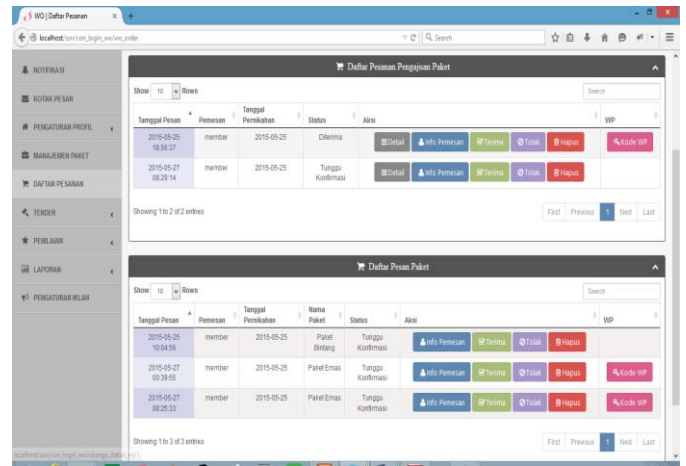 WO | Daftar Pesanan
localhost/son/con_login_wo/wo_order
Search
NOTIFIKASI
KOTAK PESAN
PENGATURAN PROFIL
MANAJEMEN PAKET
DAFTAR PESANAN
TENDER
PENILAIAN
LAPORAN
PENGATURAN IKLAN
Daftar Pesanan Pengajuan Paket
Show 10 Rows
Search
Tanggal Pesan Pemesan Tanggal Pernikahan Status Aksi WP
2015-05-25 18:56:37 member 2015-05-25 Diterima Detail Info Pemesan Terima Tolak Hapus Kode WP
2015-05-27 08:29:14 member 2015-05-25 Tunggu Konfirmasi Detail Info Pemesan Terima Tolak Hapus
Showing 1 to 2 of 2 entries
First Previous 1 Next Last
Daftar Pesan Paket
Show 10 Rows
Search
Tanggal Pesan Pemesan Tanggal Pernikahan Nama Paket Status Aksi WP
2015-05-25 10:04:56 member 2015-05-25 Paket Bintang Tunggu Konfirmasi Info Pemesan Terima Tolak Hapus
2015-05-27 00:39:55 member 2015-05-25 Paket Emas Tunggu Konfirmasi Info Pemesan Terima Tolak Hapus Kode WP
2015-05-27 08:25:33 member 2015-05-25 Paket Emas Tunggu Konfirmasi Info Pemesan Terima Tolak Hapus Kode WP
Showing 1 to 3 of 3 entries
First Previous 1 Next Last